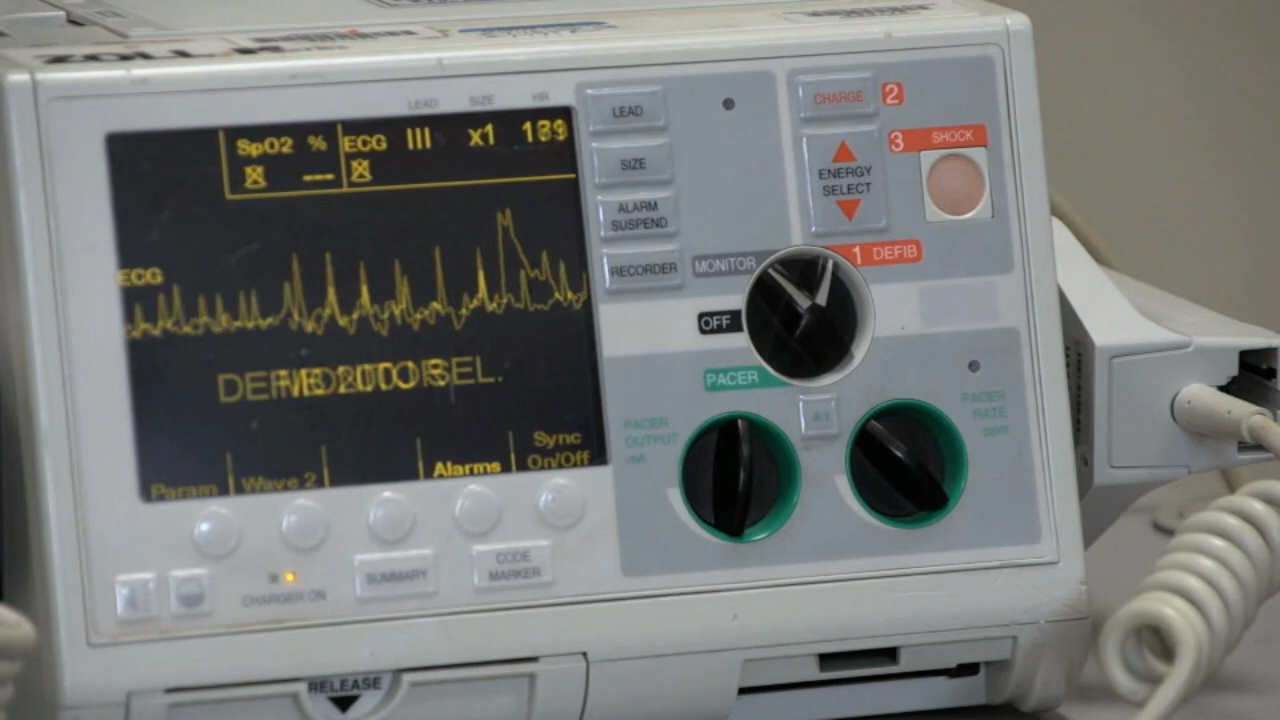 ZOLL M
LEAD SIZE HR
SpO2 % ECG III x1
---
ECG
Param
Wave 2
Alarms
Sync
On/Off
LEAD
SIZE
ALARM
SUSPEND
RECORDER
CHARGE 2
3 SHOCK
ENERGY
SELECT
MONITOR
1 DEFIB
OFF
PACER
PACER
OUTPUT
mA
4:1
PACER
RATE
ppm
CHARGER ON
SUMMARY
CODE
MARKER
RELEASE